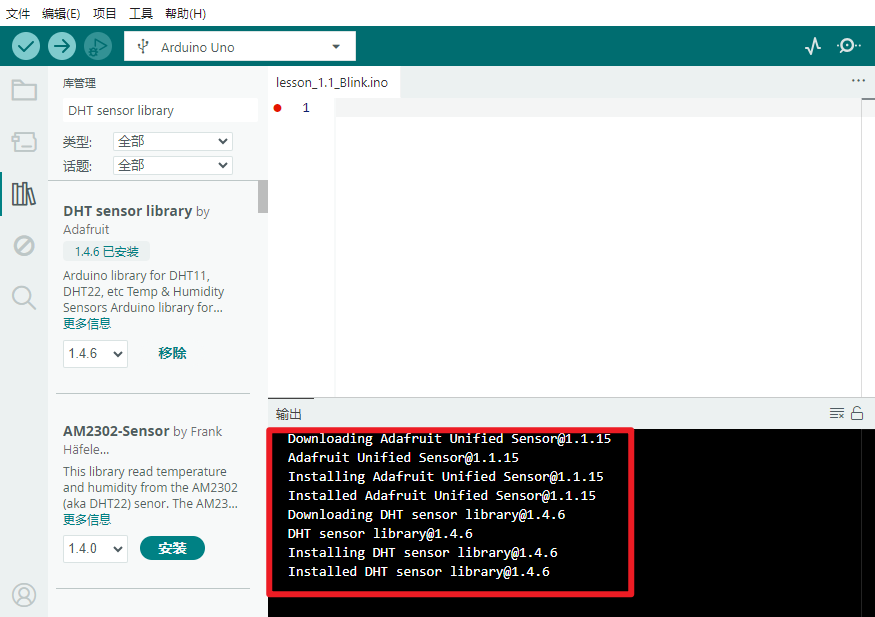 文件 编辑(E) 项目 工具 帮助(H)
Arduino Uno
库管理
DHT sensor library
类型: 全部
话题: 全部
DHT sensor library by
Adafruit
1.4.6 已安装
Arduino library for DHT11,
DHT22, etc Temp & Humidity
Sensors Arduino library for...
更多信息
1.4.6 移除
AM2302-Sensor by Frank
Häfele...
This library read temperature
and humidity from the AM2302
(aka DHT22) senor. The AM23...
更多信息
1.4.0 安装
lesson_1.1_Blink.ino
1
输出
Downloading Adafruit Unified Sensor@1.1.15
Adafruit Unified Sensor@1.1.15
Installing Adafruit Unified Sensor@1.1.15
Installed Adafruit Unified Sensor@1.1.15
Downloading DHT sensor library@1.4.6
DHT sensor library@1.4.6
Installing DHT sensor library@1.4.6
Installed DHT sensor library@1.4.6